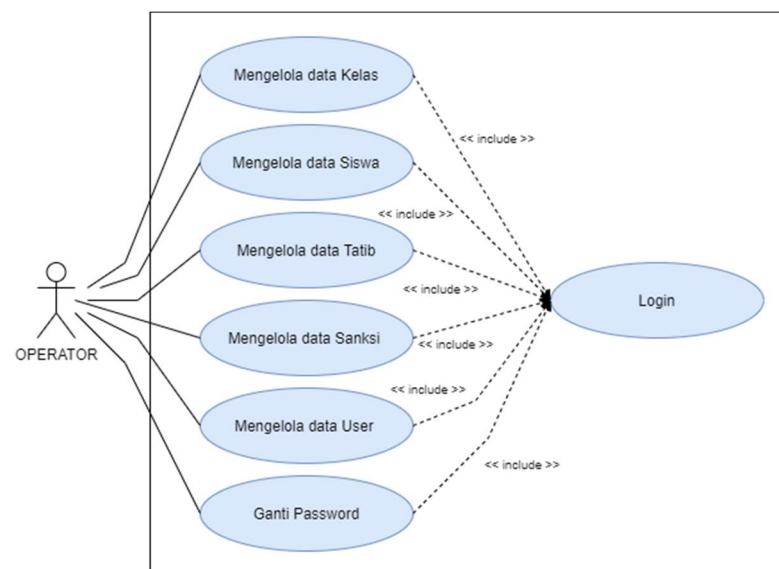 Mengelola data Kelas
<< include >>
Mengelola data Siswa
<< include >>
Mengelola data Tatib
<< include >>
OPERATOR
Login
Mengelola data Sanksi
<< include >>
<< include >>
Mengelola data User
<< include >>
Ganti Password